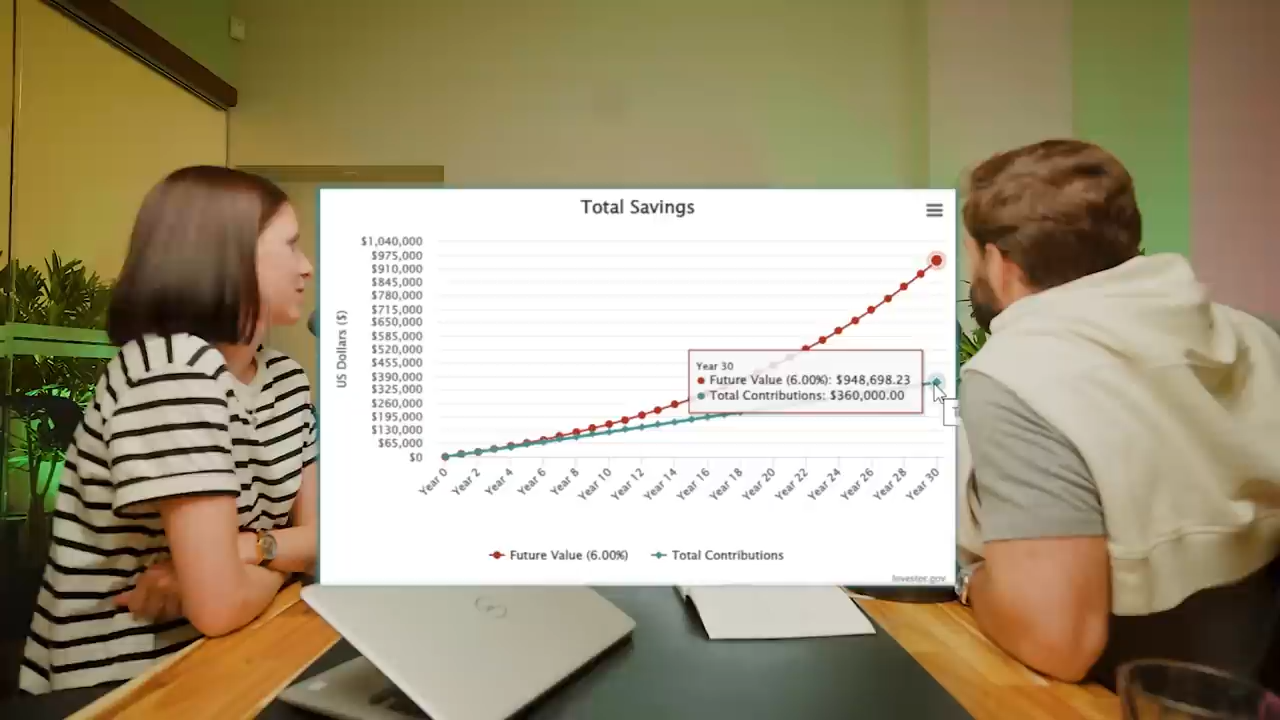 Total Savings
$1,040,000
$975,000
$910,000
$845,000
$780,000
$715,000
$650,000
$585,000
$520,000
$455,000
$390,000
$325,000
$260,000
$195,000
$130,000
$65,000
$0
US Dollars ($)
Year 30
Future Value (6.00%): $948,698.23
Total Contributions: $360,000.00
Year 0
Year 2
Year 4
Year 6
Year 8
Year 10
Year 12
Year 14
Year 16
Year 18
Year 20
Year 22
Year 24
Year 26
Year 28
Year 30
Future Value (6.00%)
Total Contributions
Investor.gov